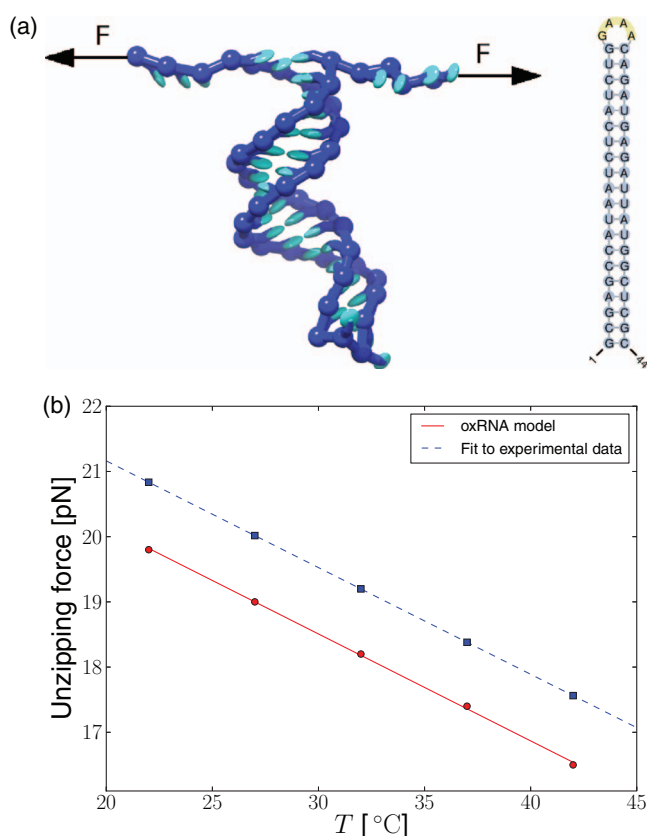 (a)
F
F
A A
G A
G C
U A
C G
U A
A U
C G
U A
C G
U A
A U
A U
U A
A U
C G
C G
G C
A U
G C
C G
G C
1 44
(b)
22
21
20
19
18
17
Unzipping force [pN]
oxRNA model
Fit to experimental data
20 25 30 35 40 45
T [°C]